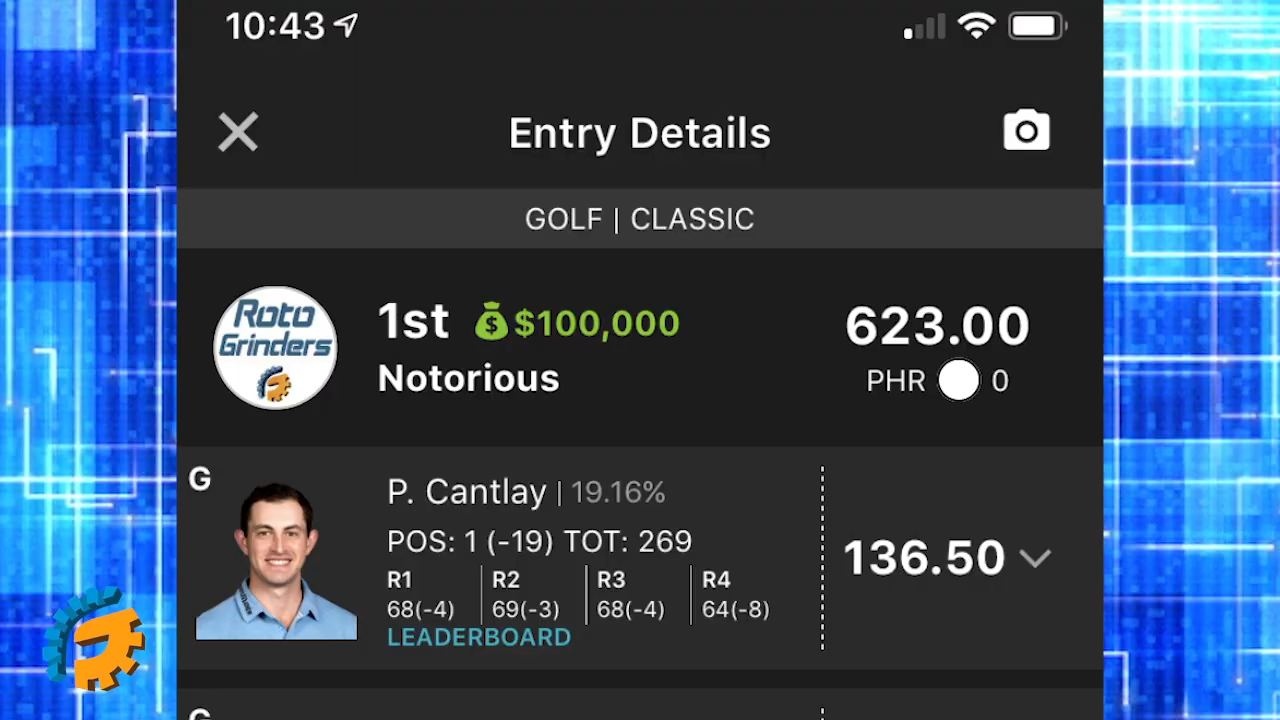 10:43
Entry Details
GOLF | CLASSIC
Roto
Grinders
1st $ $100,000
Notorious
623.00
PHR 0
G
P. Cantlay | 19.16%
POS: 1 (-19) TOT: 269
R1 R2 R3 R4
68(-4) 69(-3) 68(-4) 64(-8)
LEADERBOARD
136.50
G